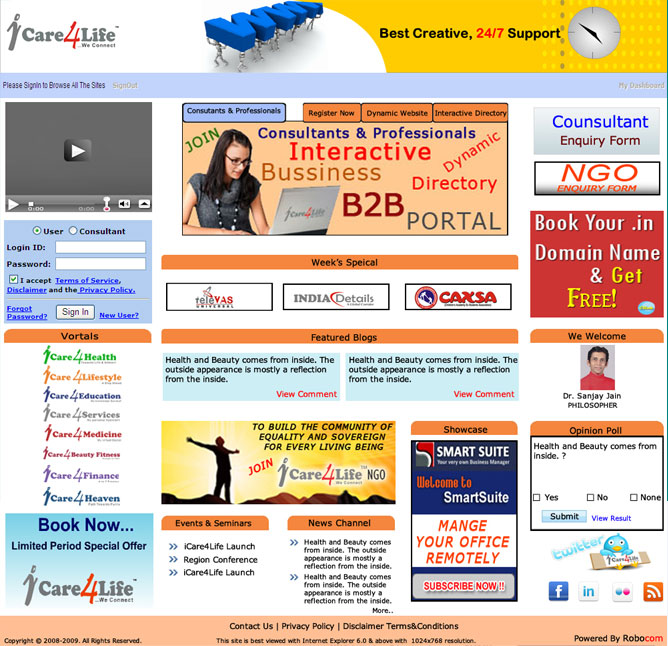 iCare4Life™
..We Connect
WWW
Best Creative, 24/7 Support
Please SignIn to Browse All The Sites SignOut
My Dashboard
Consutants & Professionals
Register Now
Dynamic Website
Interactive Directory
JOIN
Consultants & Professionals
Interactive
Dynamic
Bussiness
Directory
B2B
PORTAL
iCare4Life
Counsultant
Enquiry Form
NGO
ENQUIRY FORM
Book Your .in
Domain Name
& Get
FREE!
0:00 0:00
User Consultant
Login ID:
Password:
I accept Terms of Service,
Disclaimer and the Privacy Policy.
Forgot
Password?
Sign In
New User?
Week's Speical
teleVAS
UNIVERSAL
INDIA Details
CAXSA
Vortals
iCare4Health
iCare4Lifestyle
iCare4Education
iCare4Services
iCare4Medicine
iCare4Beauty Fitness
iCare4Finance
iCare4Heaven
Featured Blogs
Health and Beauty comes from inside. The
outside appearance is mostly a reflection
from the inside.
View Comment
Health and Beauty comes from inside. The
outside appearance is mostly a reflection
from the inside.
View Comment
We Welcome
Dr. Sanjay Jain
PHILOSOPHER
TO BUILD THE COMMUNITY OF
EQUALITY AND SOVEREIGN
FOR EVERY LIVING BEING
JOIN
iCare4Life™ NGO
..We Connect
Showcase
SMART SUITE
Your very own Business Manager
Welcome to
SmartSuite
MANGE
YOUR OFFICE
REMOTELY
SUBSCRIBE NOW !!
Opinion Poll
Health and Beauty comes from
inside. ?
Yes No None
Submit View Result
Book Now...
Limited Period Special Offer
iCare4Life™
..We Connect
Events & Seminars
iCare4Life Launch
Region Conference
iCare4Life Launch
News Channel
Health and Beauty comes
from inside. The outside
appearance is mostly a
reflection from the inside.
Health and Beauty comes
from inside. The outside
appearance is mostly a
reflection from the inside.
More..
twitter
f
in
Contact Us | Privacy Policy | Disclaimer Terms&Conditions
Copyright © 2008-2009. All Rights Reserved.
This site is best viewed with Internet Explorer 6.0 & above with 1024x768 resolution.
Powered By Robocom